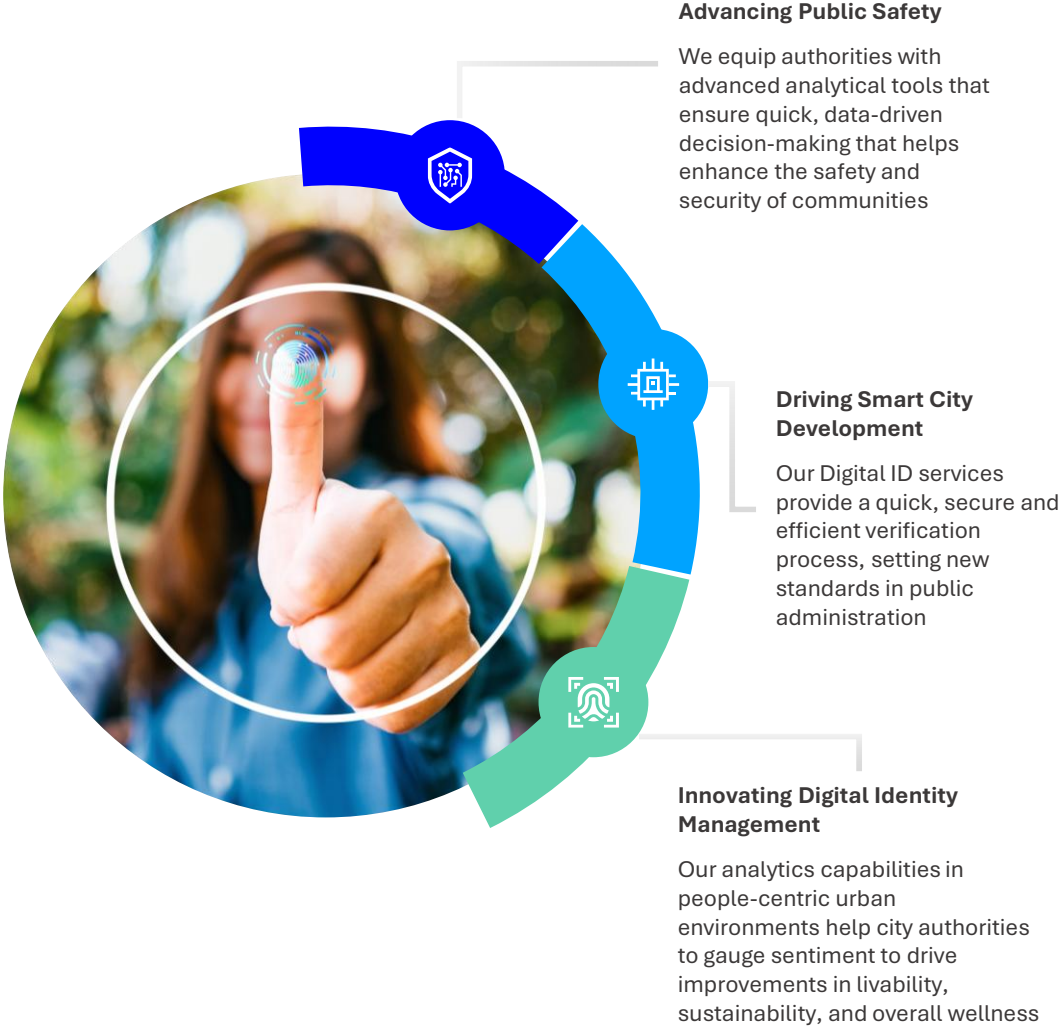 Advancing Public Safety
We equip authorities with
advanced analytical tools that
ensure quick, data-driven
decision-making that helps
enhance the safety and
security of communities
Driving Smart City
Development
Our Digital ID services
provide a quick, secure and
efficient verification
process, setting new
standards in public
administration
Innovating Digital Identity
Management
Our analytics capabilities in
people-centric urban
environments help city authorities
to gauge sentiment to drive
improvements in livability,
sustainability, and overall wellness